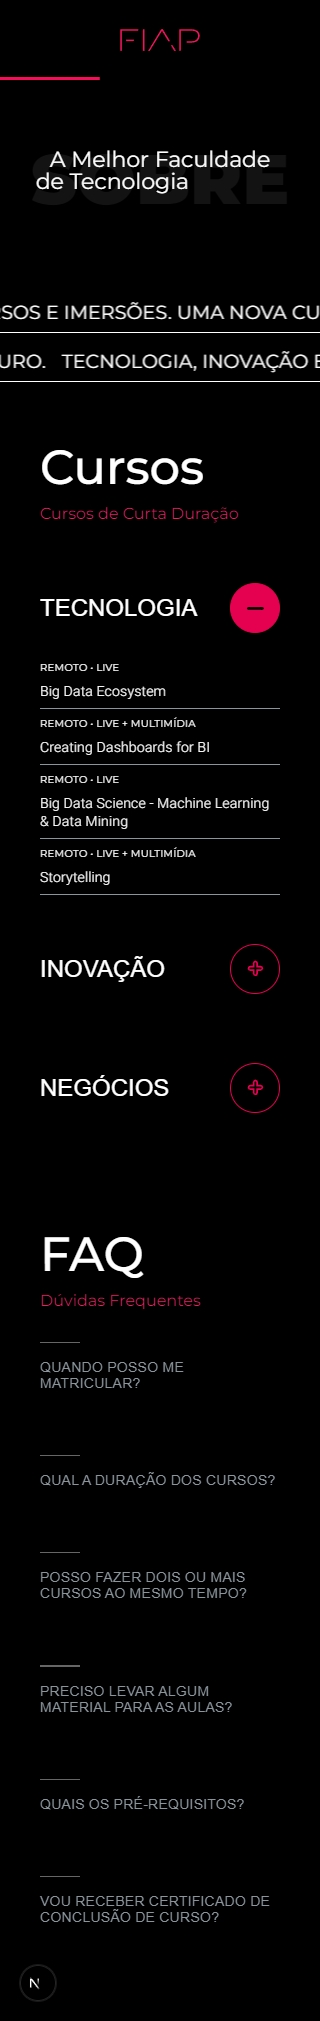 FIAP
SOBRE
A Melhor Faculdade
de Tecnologia
SOS E IMERSÕES. UMA NOVA CU
URO. TECNOLOGIA, INOVAÇÃO E
Cursos
Cursos de Curta Duração
TECNOLOGIA
REMOTO • LIVE
Big Data Ecosystem
REMOTO • LIVE + MULTIMÍDIA
Creating Dashboards for BI
REMOTO • LIVE
Big Data Science - Machine Learning
& Data Mining
REMOTO • LIVE + MULTIMÍDIA
Storytelling
INOVAÇÃO
NEGÓCIOS
FAQ
Dúvidas Frequentes
QUANDO POSSO ME
MATRICULAR?
QUAL A DURAÇÃO DOS CURSOS?
POSSO FAZER DOIS OU MAIS
CURSOS AO MESMO TEMPO?
PRECISO LEVAR ALGUM
MATERIAL PARA AS AULAS?
QUAIS OS PRÉ-REQUISITOS?
VOU RECEBER CERTIFICADO DE
CONCLUSÃO DE CURSO?
N